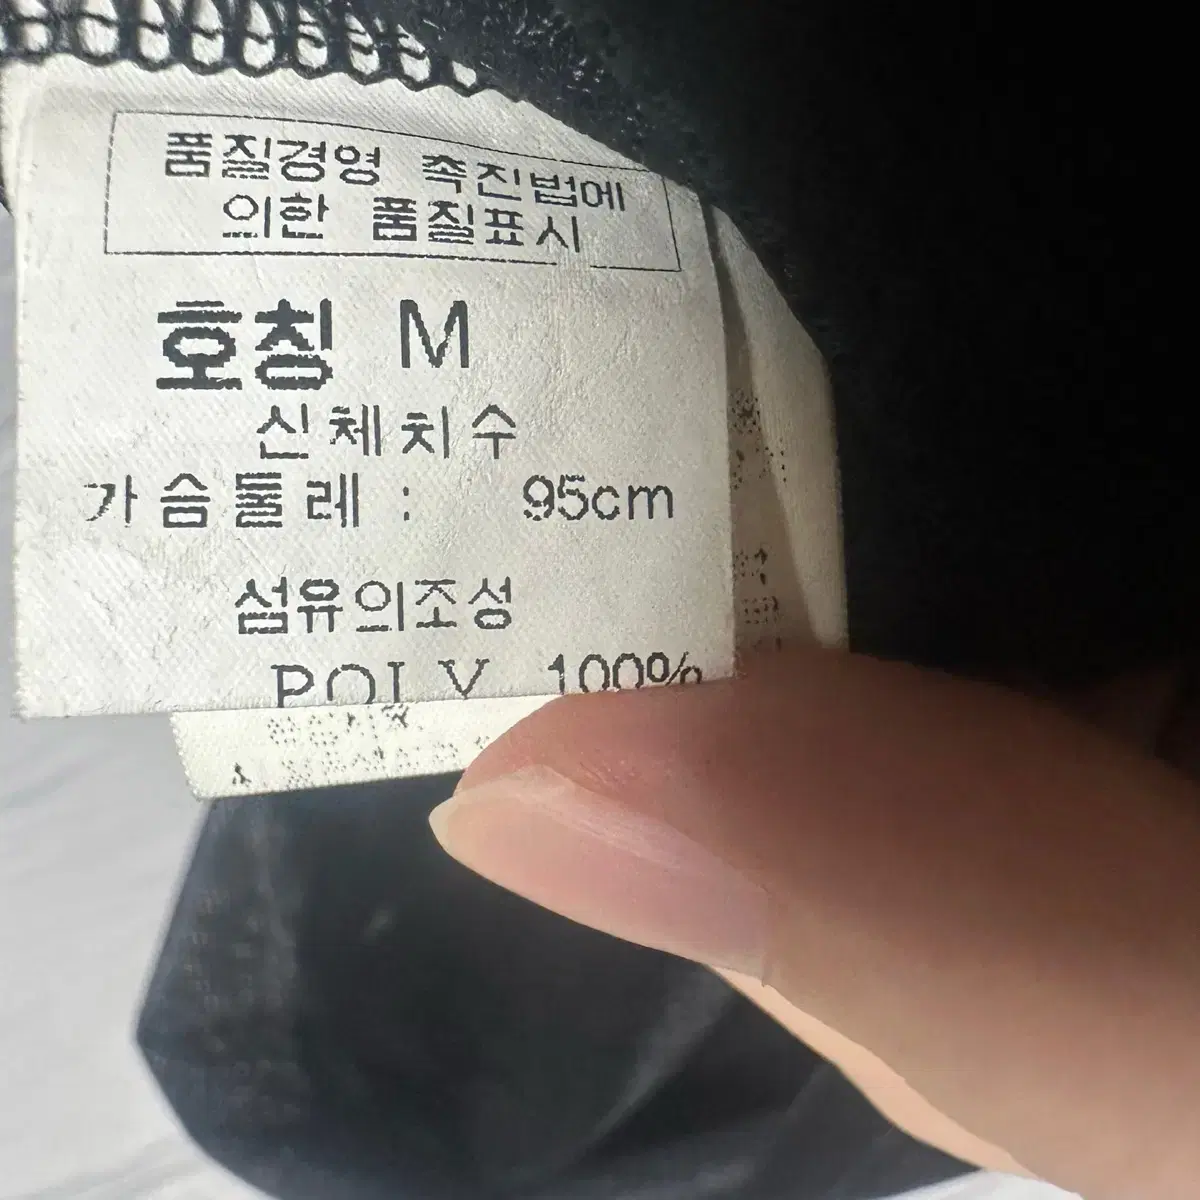 품질경영 촉진법에
의한 품질표시
호칭 M
신체치수
가슴둘레 : 95cm
섬유의조성
POLY 100%